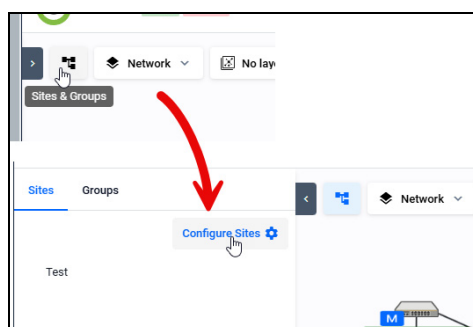 Network
No lay
Sites & Groups
Sites Groups
Network
Configure Sites
Test
M